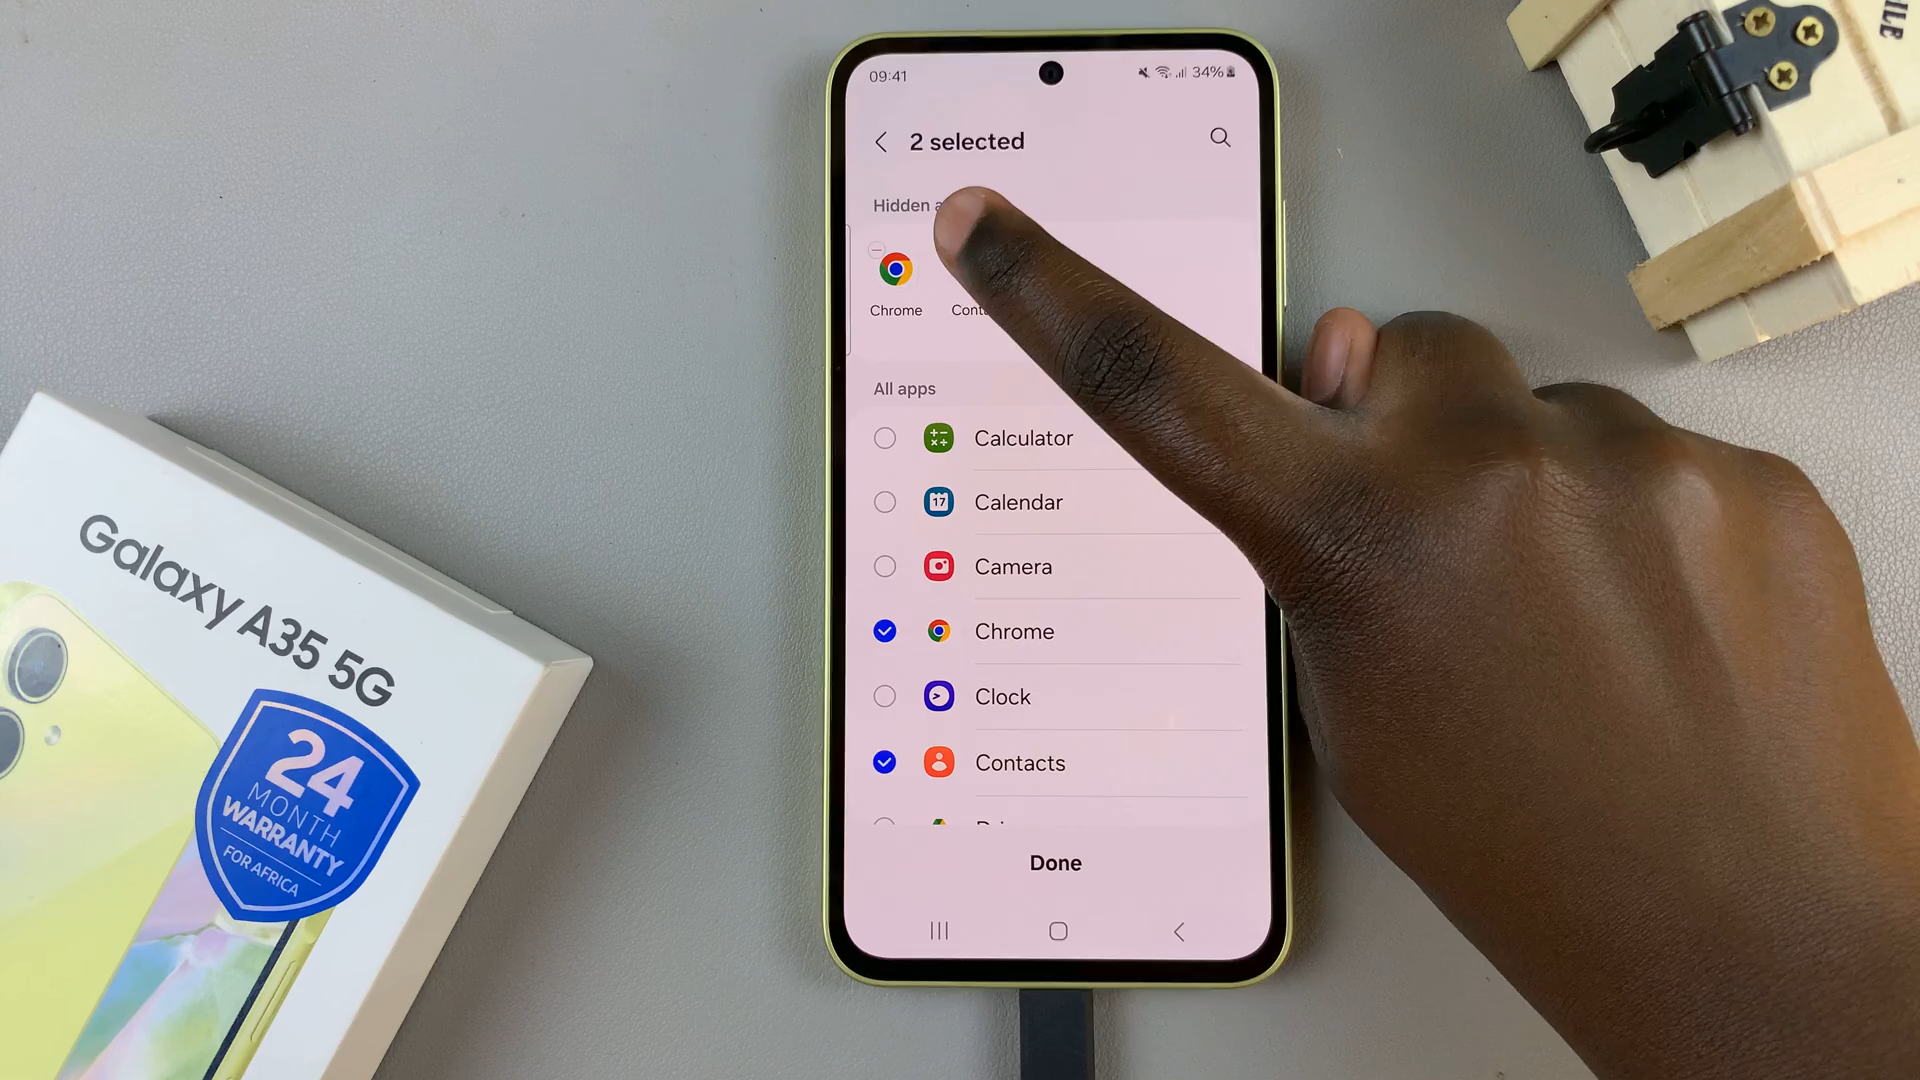 09:41
34%
2 selected
Hidden
Chrome
All apps
Calculator
17
Calendar
Camera
Chrome
Clock
Contacts
Done
Galaxy A35 5G
24
MONTH
WARRANTY
FOR AFRICA